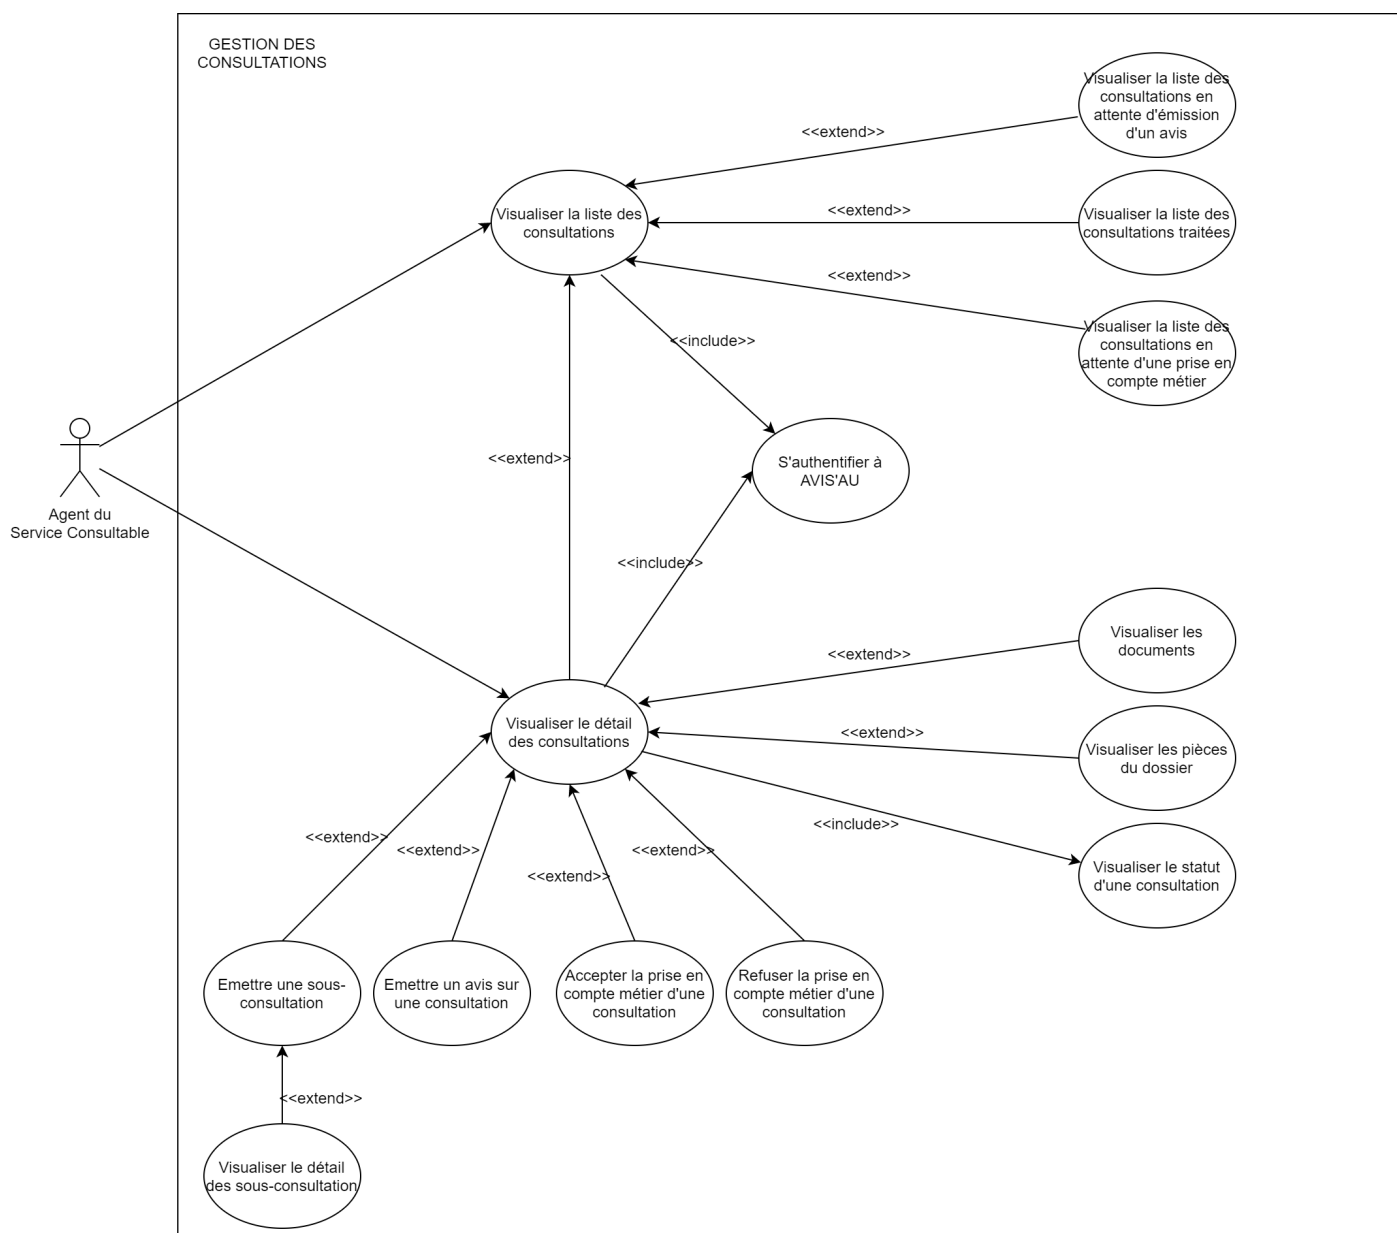 GESTION DES
CONSULTATIONS
Visualiser la liste des
consultations en
attente d'émission
d'un avis
<<extend>>
Visualiser la liste des
consultations
<<extend>>
Visualiser la liste des
consultations traitées
<<extend>>
Visualiser la liste des
consultations en
attente d'une prise en
compte métier
<<include>>
<<extend>>
S'authentifier à
AVIS'AU
Agent du
Service Consultable
<<include>>
Visualiser les
documents
<<extend>>
Visualiser le détail
des consultations
<<extend>>
Visualiser les pièces
du dossier
<<include>>
Visualiser le statut
d'une consultation
<<extend>>
<<extend>>
<<extend>>
<<extend>>
Emettre une sous-
consultation
Emettre un avis sur
une consultation
Accepter la prise en
compte métier d'une
consultation
Refuser la prise en
compte métier d'une
consultation
<<extend>>
Visualiser le détail
des sous-consultation